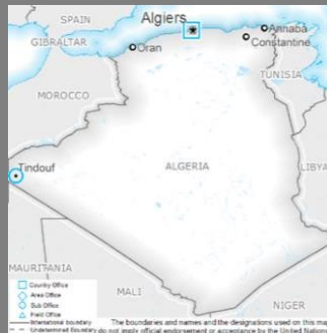 SPAIN
Algiers
Annaba
GIBRALTAR
Oran
Constantine
TUNISIA
MOROCCO
ALGERIA
LIBYA
Tindouf
MAURITANIA
Country Office
Area Office
Sub Office
Field Office
MALI
NIGER
International boundary
The boundaries and names and the designations used on this map
Undetermined Boundary do not imply official endorsement or acceptance by the United Nations